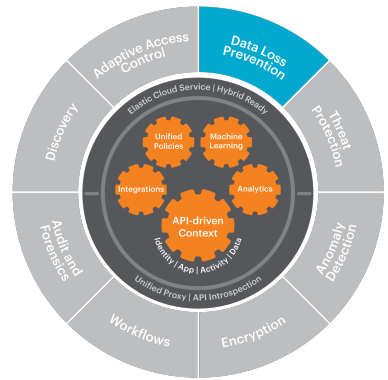 Adaptive Access
Control
Data Loss
Prevention
Threat
Protection
Anomaly
Detection
Encryption
Workflows
Audit and
Forensics
Discovery
Elastic Cloud Service | Hybrid Ready
Unified
Policies
Machine
Learning
Integrations
Analytics
API-driven
Context
Identity | App | Activity | Data
Unified Proxy | API Introspection